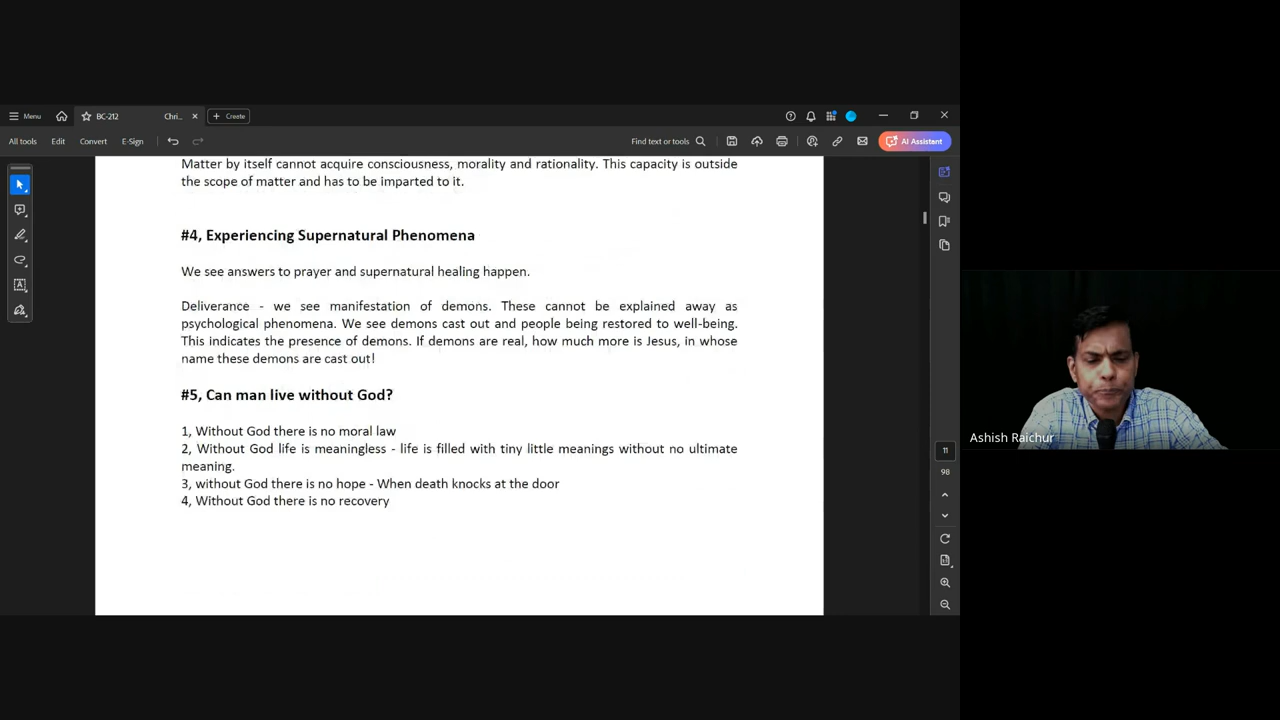 Menu
BC-212
Chri...
Create
All tools
Edit
Convert
E-Sign
Find text or tools
AI Assistant
Matter by itself cannot acquire consciousness, morality and rationality. This capacity is outside
the scope of matter and has to be imparted to it.
#4, Experiencing Supernatural Phenomena
We see answers to prayer and supernatural healing happen.
Deliverance - we see manifestation of demons. These cannot be explained away as
psychological phenomena. We see demons cast out and people being restored to well-being.
This indicates the presence of demons. If demons are real, how much more is Jesus, in whose
name these demons are cast out!
#5, Can man live without God?
1, Without God there is no moral law
2, Without God life is meaningless - life is filled with tiny little meanings without no ultimate
meaning.
3, without God there is no hope - When death knocks at the door
4, Without God there is no recovery
11
98
Ashish Raichur